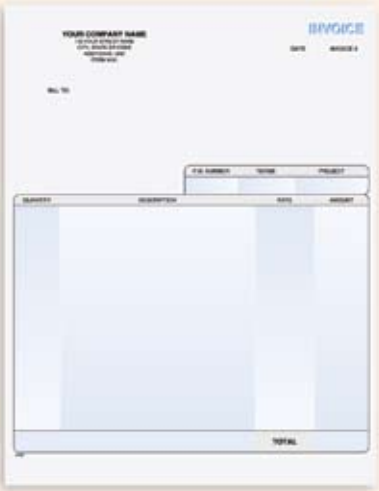 INVOICE
YOUR COMPANY NAME
DATE INVOICE #
BILL TO:
P.O. NUMBER TERMS PROJECT
QUANTITY DESCRIPTION RATE AMOUNT
TOTAL